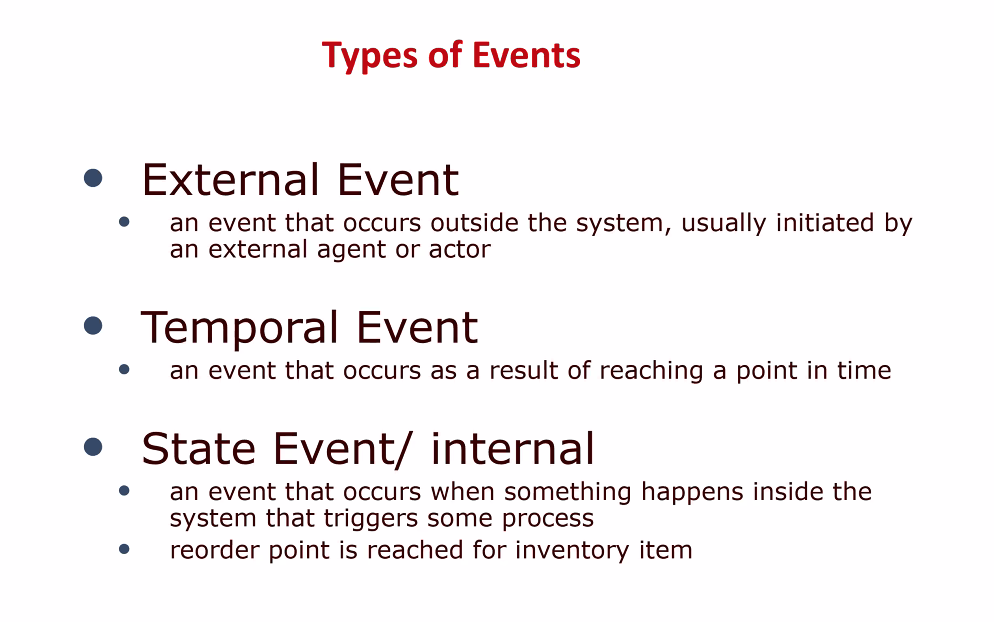 Types of Events
• External Event
• an event that occurs outside the system, usually initiated by
an external agent or actor
• Temporal Event
• an event that occurs as a result of reaching a point in time
• State Event/ internal
• an event that occurs when something happens inside the
system that triggers some process
• reorder point is reached for inventory item